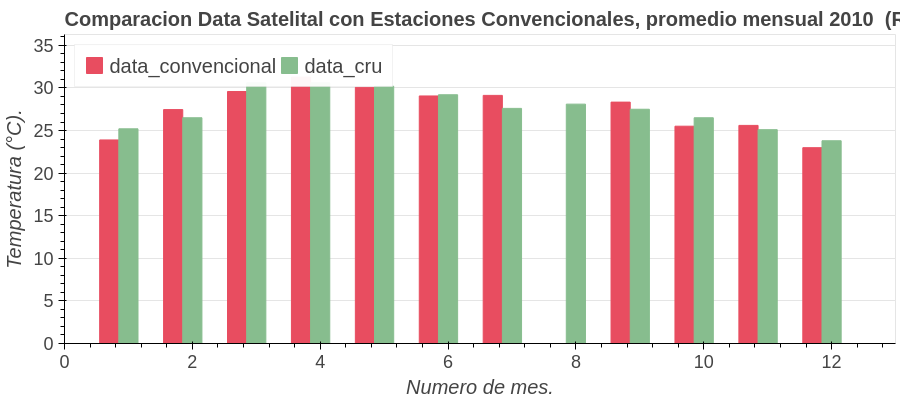 Comparacion Data Satelital con Estaciones Convencionales, promedio mensual 2010 (R
data_convencional data_cru
35
30
25
20
15
10
5
0
Temperatura (°C).
0 2 4 6 8 10 12
Numero de mes.